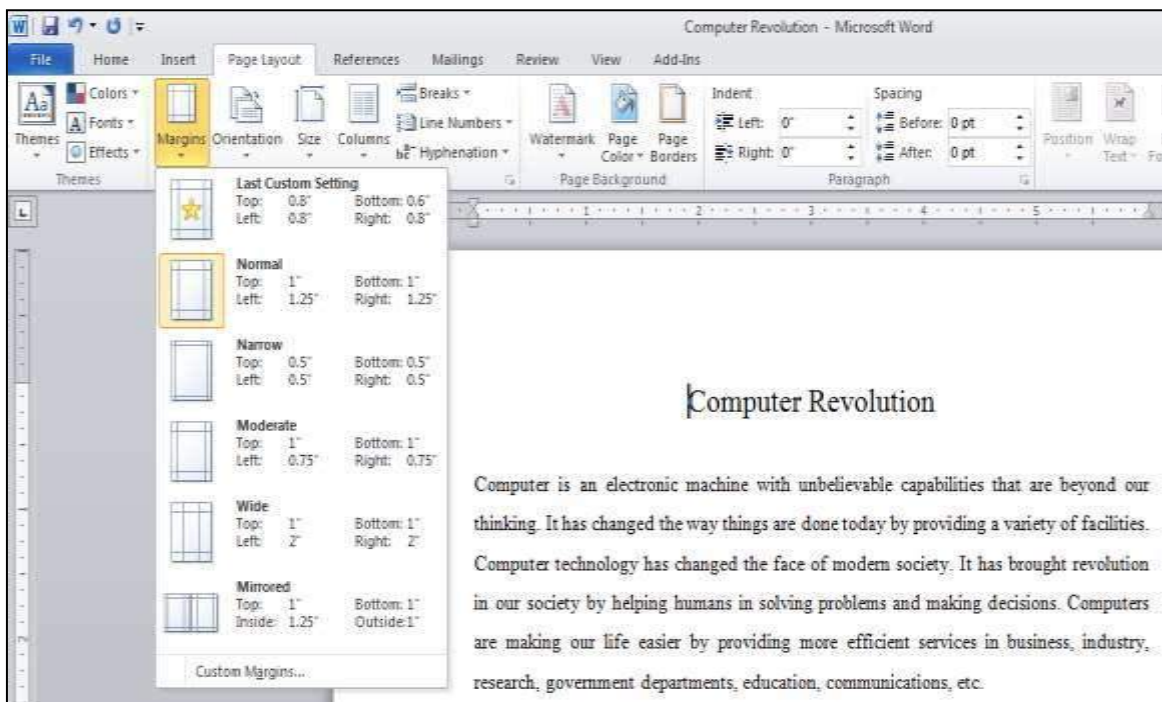 Computer Revolution - Microsoft Word
File Home Insert Page Layout References Mailings Review View Add-Ins
Themes
Colors
Fonts
Effects
Themes
Margins Orientation Size Columns
Breaks
Line Numbers
Hyphenation
Watermark Page Color Page Borders
Page Background
Indent
Left: 0"
Right: 0"
Spacing
Before: 0 pt
After: 0 pt
Paragraph
Position Wrap Text
Last Custom Setting
Top: 0.8" Bottom: 0.6"
Left: 0.8" Right: 0.8"
Normal
Top: 1" Bottom: 1"
Left: 1.25" Right: 1.25"
Narrow
Top: 0.5" Bottom: 0.5"
Left: 0.5" Right: 0.5"
Moderate
Top: 1" Bottom: 1"
Left: 0.75" Right: 0.75"
Wide
Top: 1" Bottom: 1"
Left: 2" Right: 2"
Mirrored
Top: 1" Bottom: 1"
Inside: 1.25" Outside: 1"
Custom Margins...
1 2 3 4 5
Computer Revolution
Computer is an electronic machine with unbelievable capabilities that are beyond our
thinking. It has changed the way things are done today by providing a variety of facilities.
Computer technology has changed the face of modern society. It has brought revolution
in our society by helping humans in solving problems and making decisions. Computers
are making our life easier by providing more efficient services in business, industry,
research, government departments, education, communications, etc.